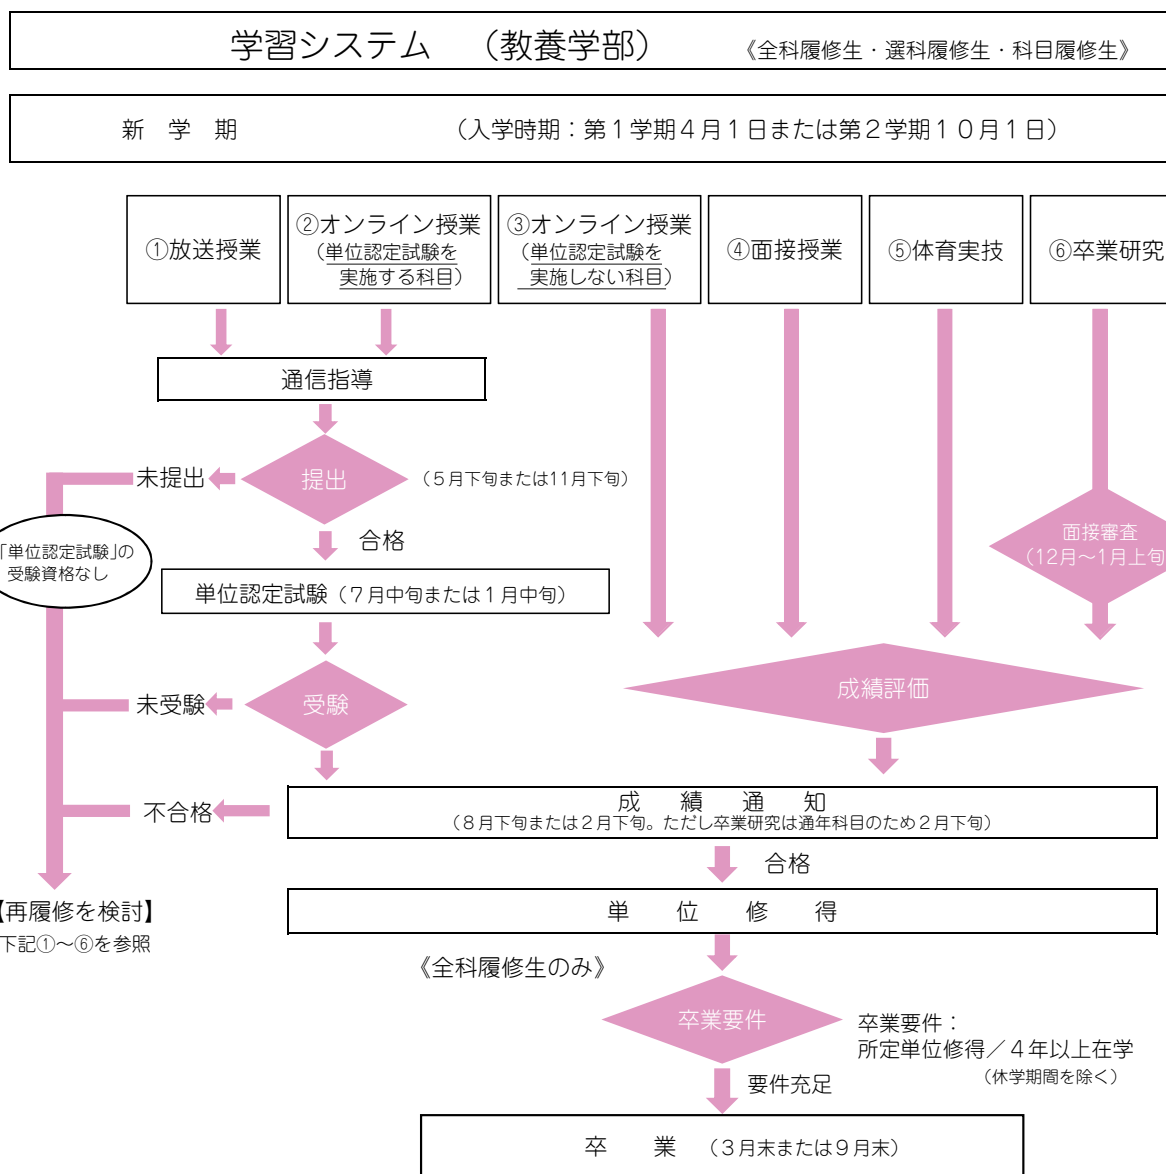 学習システム （教養学部） 《全科履修生・選科履修生・科目履修生》
新 学 期 （入学時期：第１学期４月１日または第２学期１０月１日）
①放送授業
②オンライン授業
（単位認定試験を
実施する科目）
③オンライン授業
（単位認定試験を
実施しない科目）
④面接授業
⑤体育実技
⑥卒業研究
通信指導
未提出
提出
（５月下旬または11月下旬）
「単位認定試験」の
受験資格なし
合格
面接審査
（12月～1月上旬
単位認定試験（７月中旬または１月中旬）
未受験
受験
成績評価
不合格
成 績 通 知
（８月下旬または２月下旬。ただし卒業研究は通年科目のため２月下旬）
合格
【再履修を検討】
下記①～⑥を参照
単 位 修 得
《全科履修生のみ》
卒業要件
卒業要件：
所定単位修得／４年以上在学
（休学期間を除く）
要件充足
卒 業 （３月末または９月末）